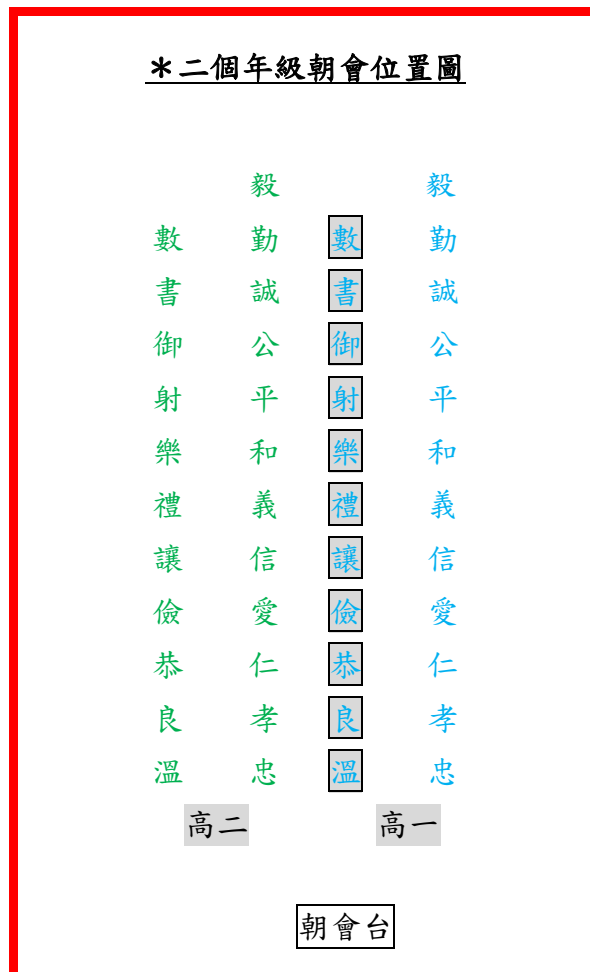 ＊二個年級朝會位置圖
毅 毅
數 勤 數 勤
書 誠 書 誠
御 公 御 公
射 平 射 平
樂 和 樂 和
禮 義 禮 義
讓 信 讓 信
儉 愛 儉 愛
恭 仁 恭 仁
良 孝 良 孝
溫 忠 溫 忠
高二 高一
朝會台